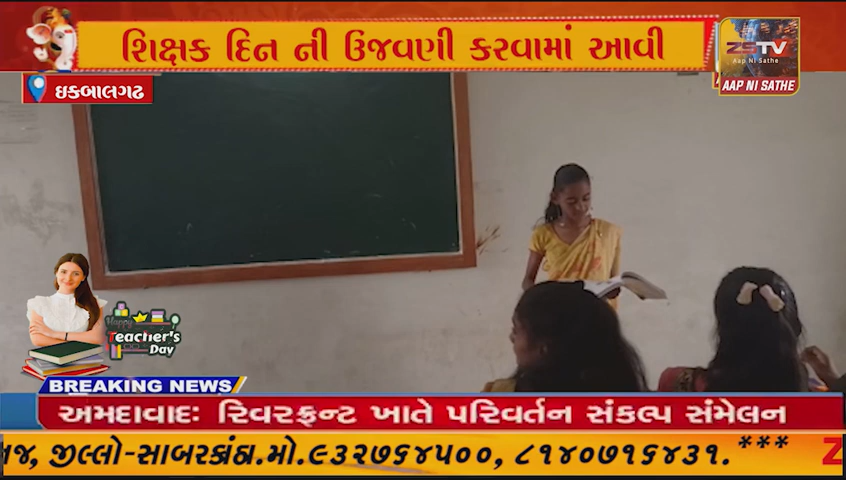 શિક્ષક દિન ની ઉજવણી કરવામાં આવી
ZSTV
Aap Ni Sathe
AAP NI SATHE
ઇકબાલગઢ
Happy
Teacher's
Day
BREAKING NEWS
અમદાવાદઃ રિવરફ્રન્ટ ખાતે પરિવર્તન સંકલ્પ સંમેલન
જ, જીલ્લો-સાબરકાંઠા.મો.૯૩૨૭૬૪૫૦૦, ૮૧૪૦૭૧૬૪૩૧.*** Z